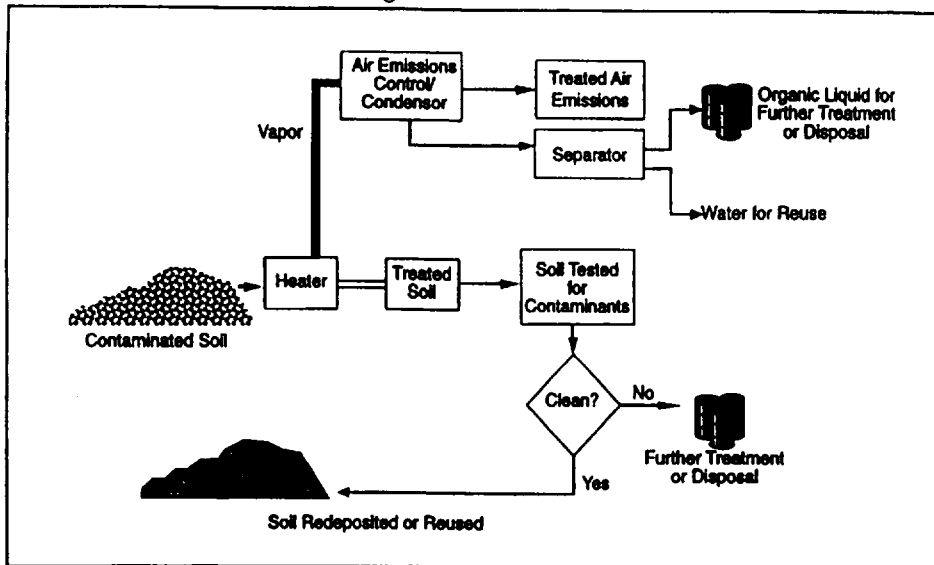 Air Emissions
Control/
Condensor
Treated Air
Emissions
Organic Liquid for
Further Treatment
or Disposal
Vapor
Separator
Water for Reuse
Heater
Treated
Soil
Soil Tested
for
Contaminants
Contaminated Soil
Clean?
No
Further Treatment
or Disposal
Yes
Soil Redeposited or Reused